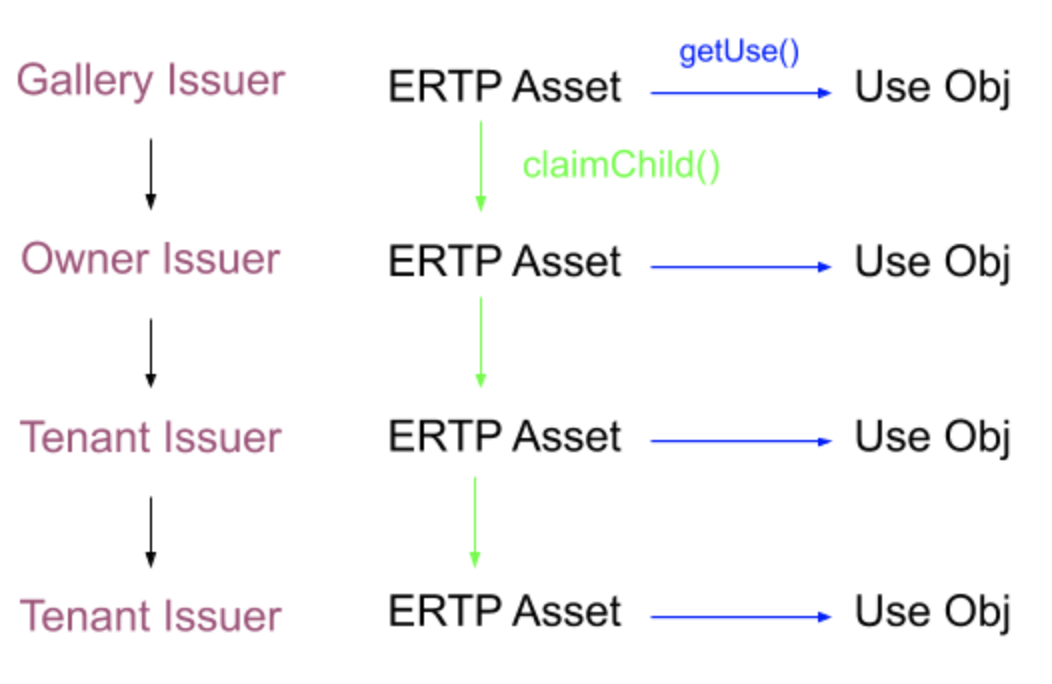 getUse()
Gallery Issuer ERTP Asset Use Obj
claimChild()
Owner Issuer ERTP Asset Use Obj
Tenant Issuer ERTP Asset Use Obj
Tenant Issuer ERTP Asset Use Obj